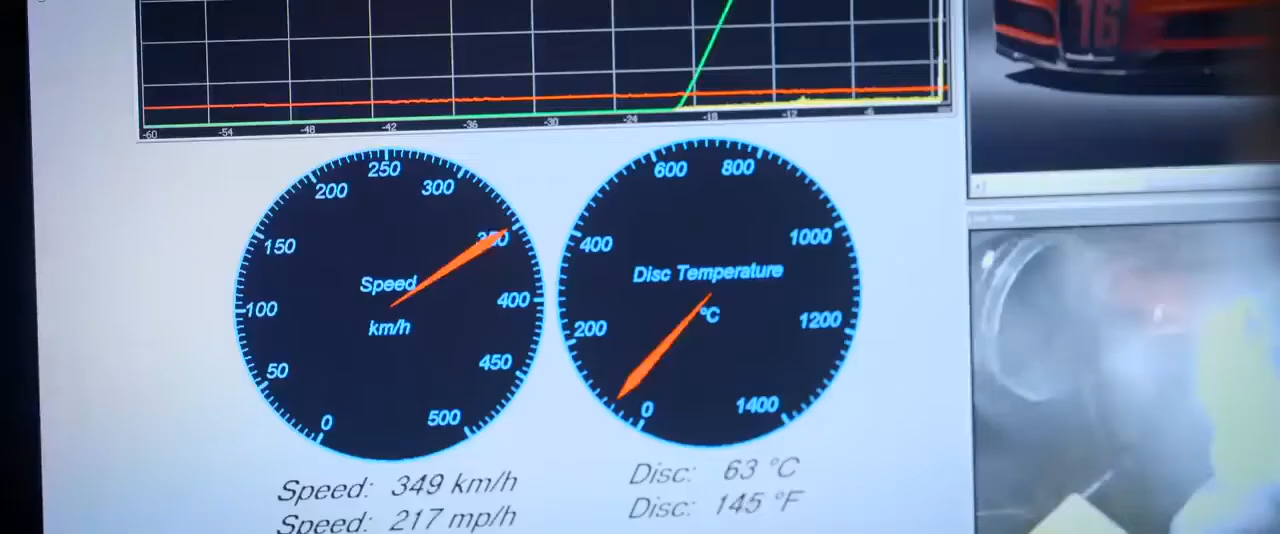 16
-60 -54 -48 -42 -36 -30 -24 -18 -12 -6
0 50 100 150 200 250 300 350 400 450 500
Speed
km/h
0 200 400 600 800 1000 1200 1400
Disc Temperature
°C
Speed: 349 km/h
Speed: 217 mp/h
Disc: 63 °C
Disc: 145 °F